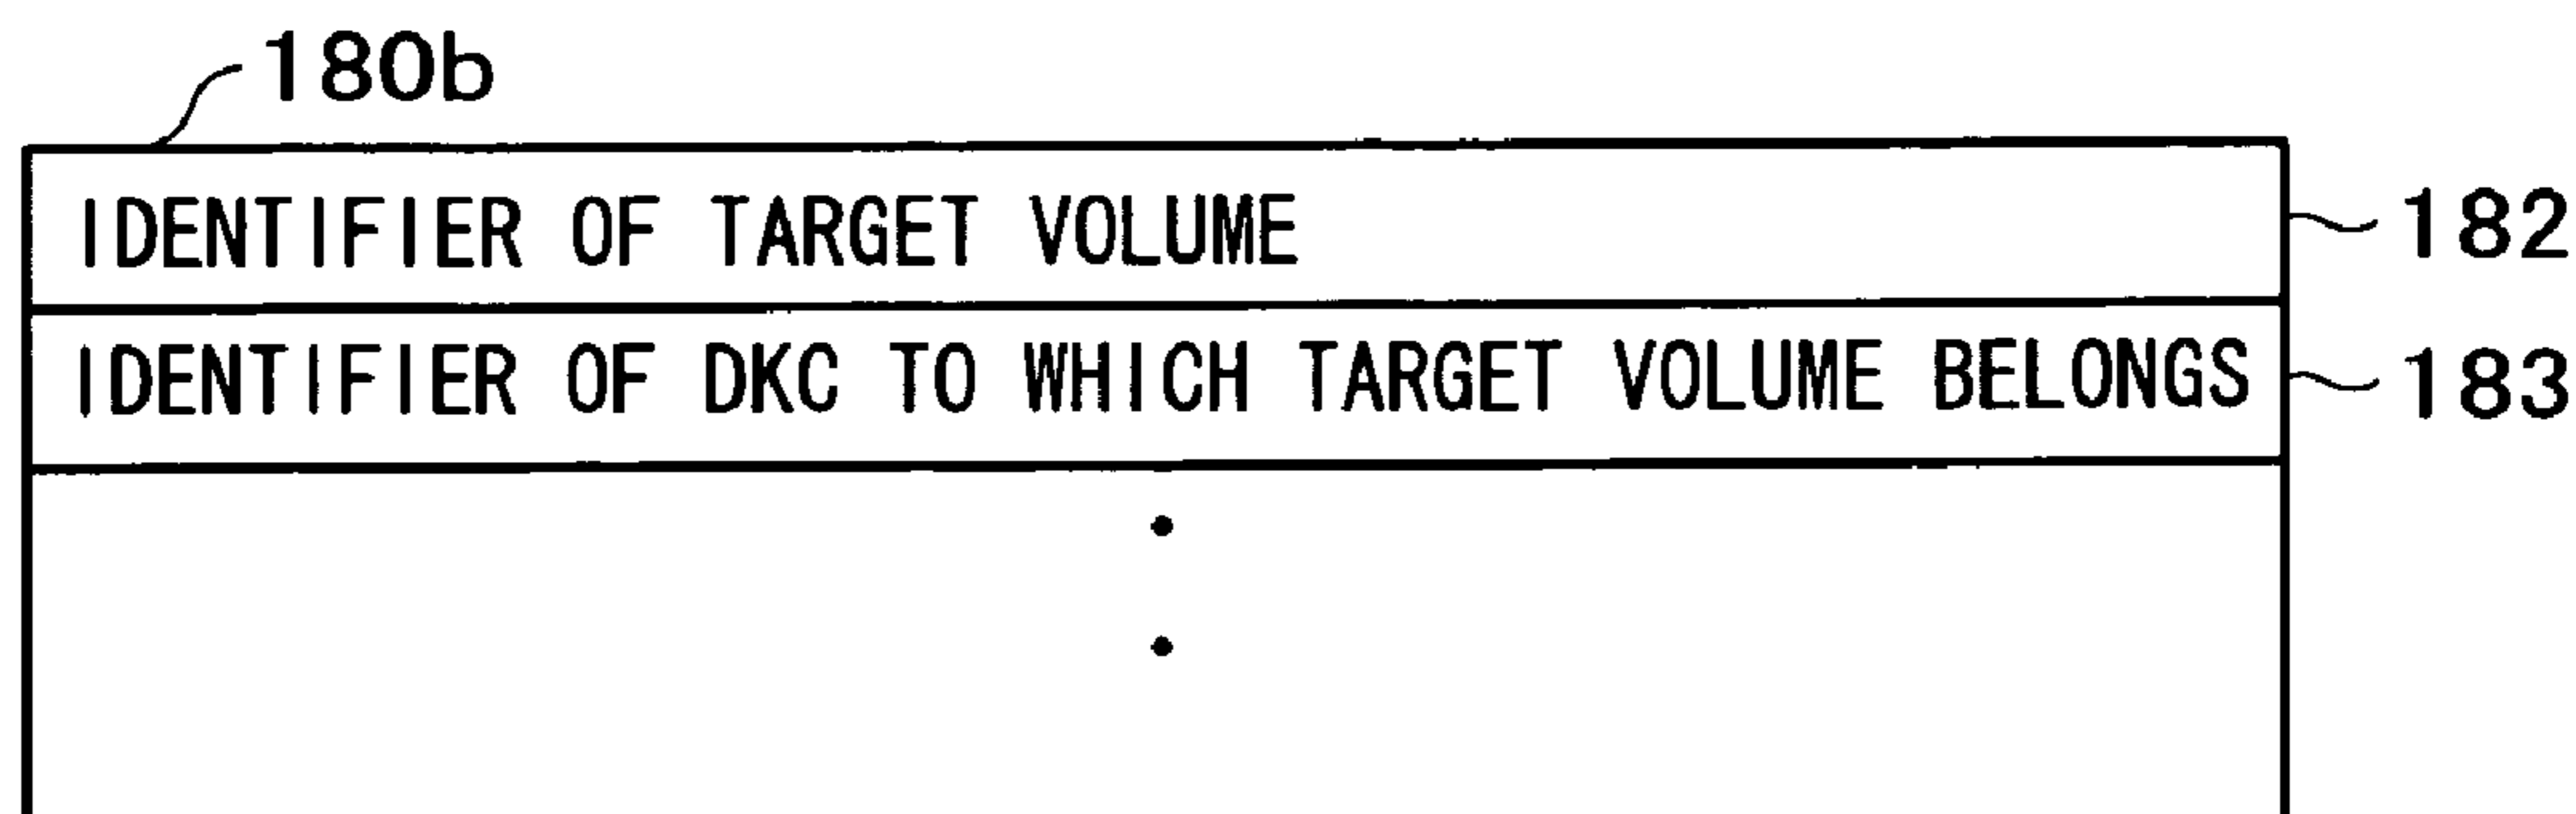 180b
IDENTIFIER OF TARGET VOLUME 182
IDENTIFIER OF DKC TO WHICH TARGET VOLUME BELONGS 183